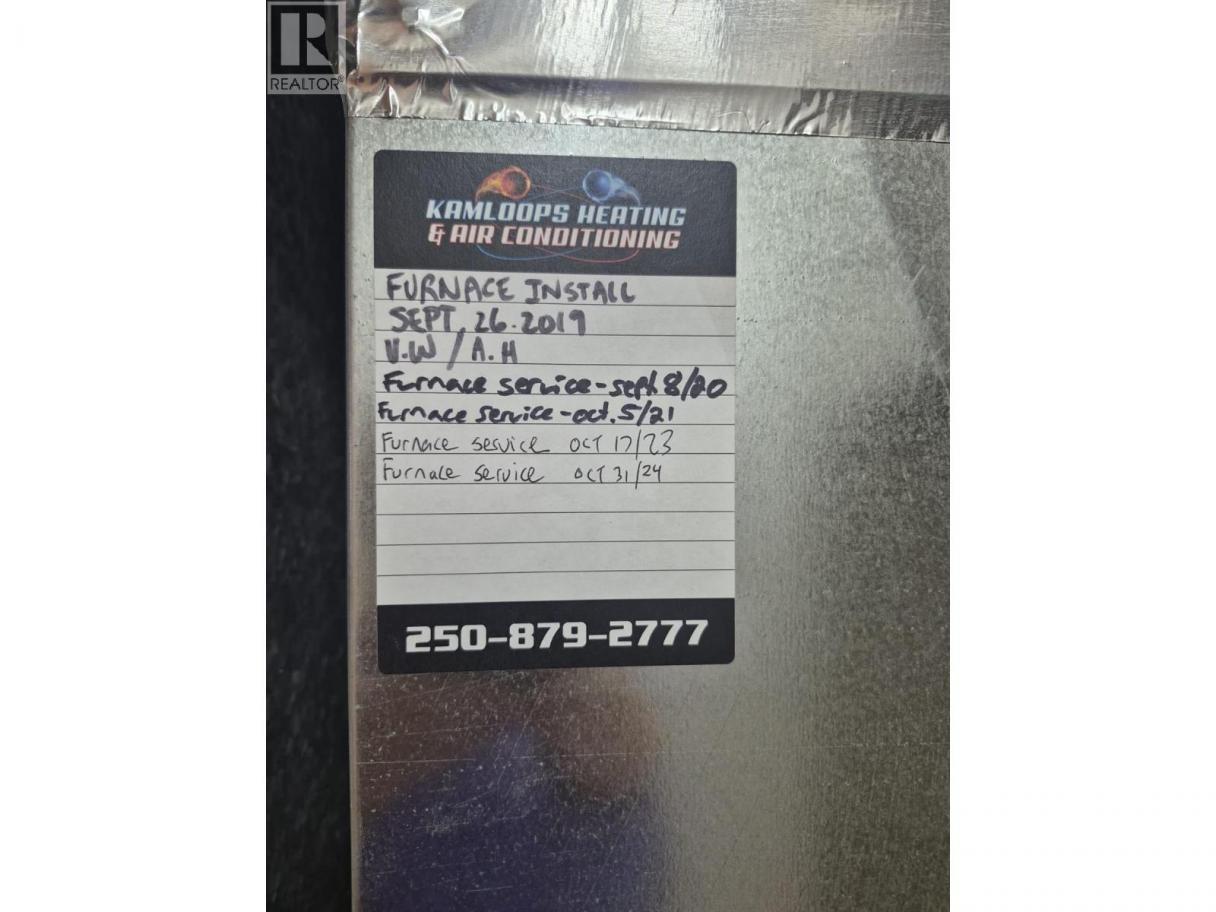 R
REALTOR®
KAMLOOPS HEATING
& AIR CONDITIONING
FURNACE INSTALL
SEPT, 26.2019
V.W / A.H
Furnace service - sept. 8/20
Furnace service - oct. 5/21
Furnace service OCT 17/23
Furnace service OCT 31/24
250-879-2777